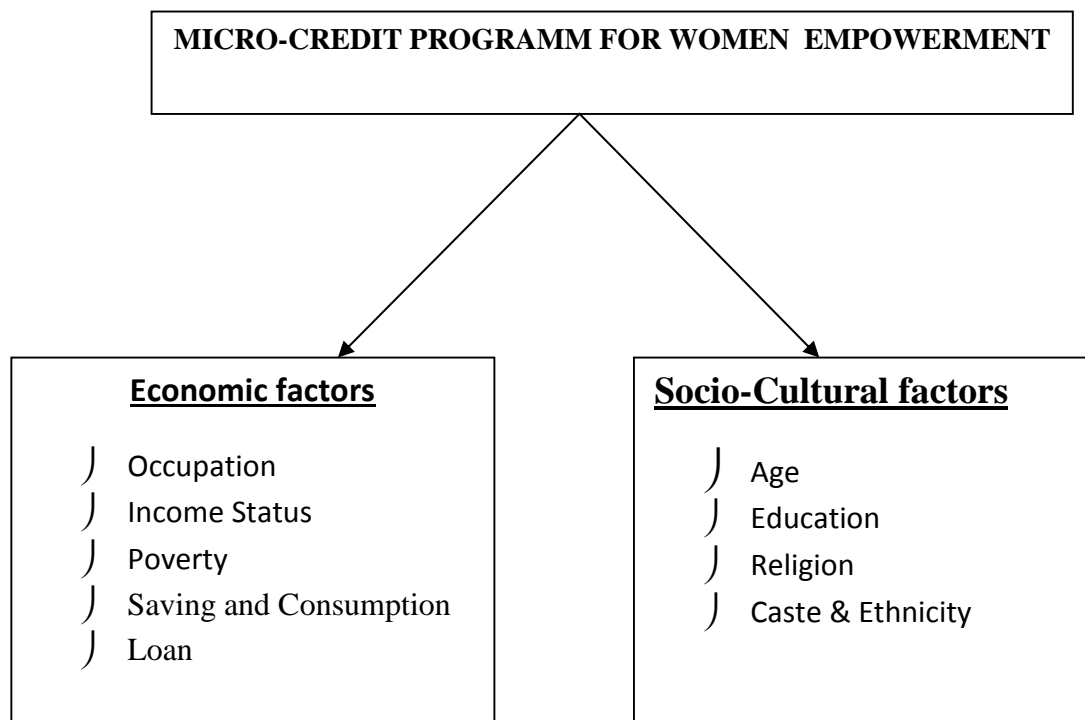 MICRO-CREDIT PROGRAMM FOR WOMEN EMPOWERMENT
Economic factors
Occupation
Income Status
Poverty
Saving and Consumption
Loan
Socio-Cultural factors
Age
Education
Religion
Caste & Ethnicity